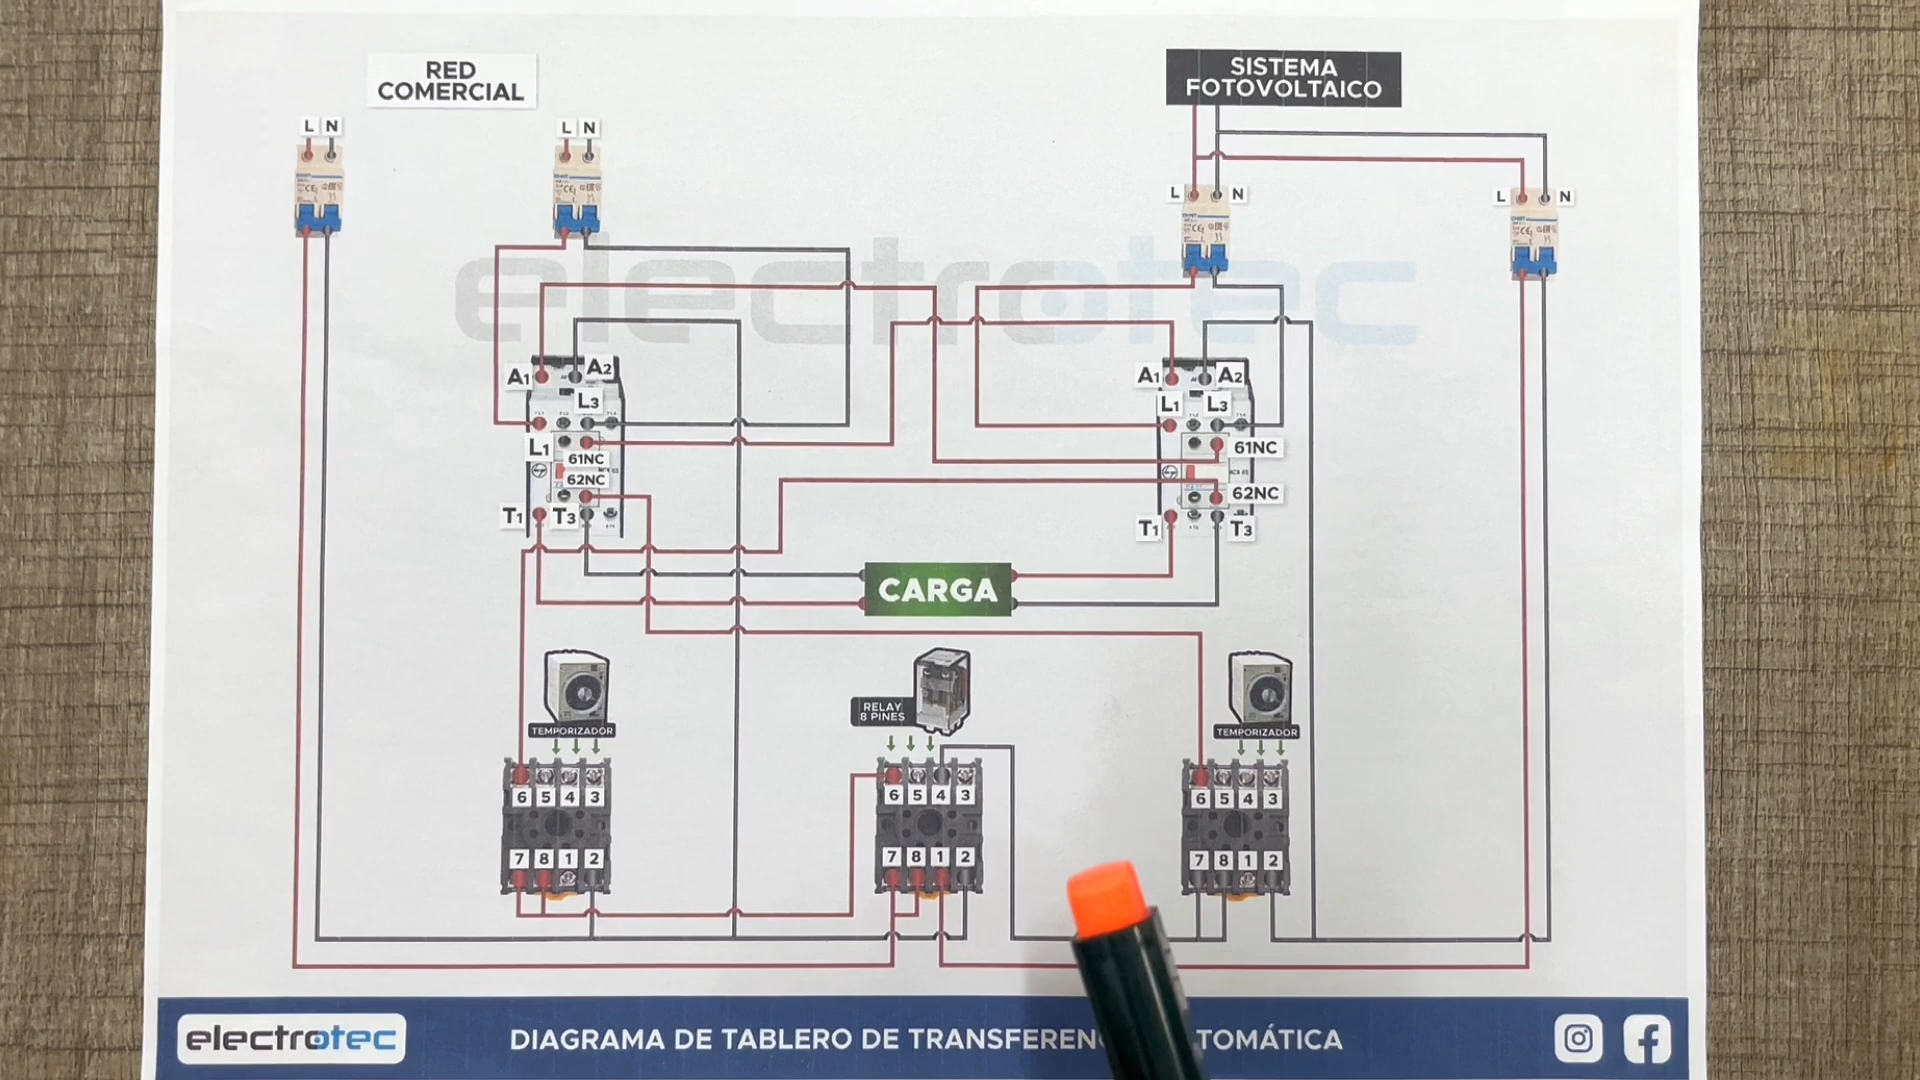 RED
COMERCIAL
SISTEMA
FOTOVOLTAICO
L N
L N
L N
L N
electrotec
A1 A2
L3
L1
61NC
62NC
T1 T3
A1 A2
L1 L3
61NC
62NC
T1 T3
CARGA
TEMPORIZADOR
RELAY
8 PINES
TEMPORIZADOR
6 5 4 3
7 8 1 2
6 5 4 3
7 8 1 2
6 5 4 3
7 8 1 2
electrotec
DIAGRAMA DE TABLERO DE TRANSFEREN TOMÁTICA